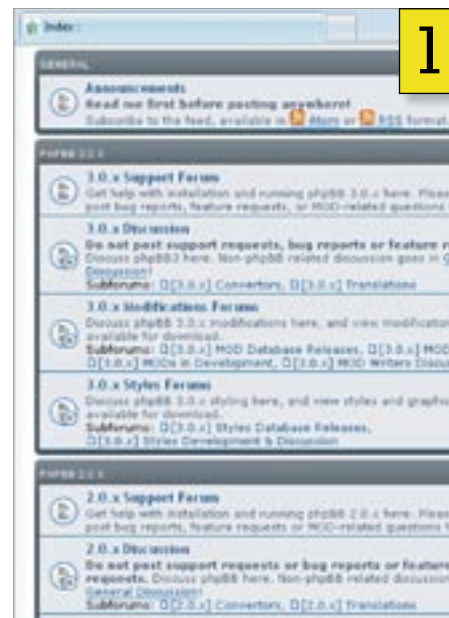 Index :
1
GENERAL
Announcements
Read me first before posting anywhere!
Subscribe to the feed, available in Atom or RSS format.
PHPBB 3.0.X
3.0.x Support Forum
Get help with installation and running phpBB 3.0.x here. Please
post bug reports, feature requests, or MOD-related questions
3.0.x Discussion
Do not post support requests, bug reports or feature
Discuss phpBB3 here. Non-phpBB related discussion goes in
Discussion!
Subforums: [3.0.x] Convertors, [3.0.x] Translations
3.0.x Modifications Forums
Discuss phpBB 3.0.x modifications here, and view
available for download.
Subforums: [3.0.x] MOD Database Releases, [3.0.x] MOD
[3.0.x] MODs in Development, [3.0.x] MOD Writers
3.0.x Styles Forums
Discuss phpBB 3.0.x styling here, and view styles and
available for download.
Subforums: [3.0.x] Styles Database Releases,
[3.0.x] Styles Development & Discussion
PHPBB 2.0.X
2.0.x Support Forum
Get help with installation and running phpBB 2.0.x here. Please
post bug reports, feature requests or MOD-related questions
2.0.x Discussion
Do not post support requests or bug reports or feature
requests. Discuss phpBB here. Non-phpBB related
General Discussion!
Subforums: [2.0.x] Convertors, [2.0.x] Translations